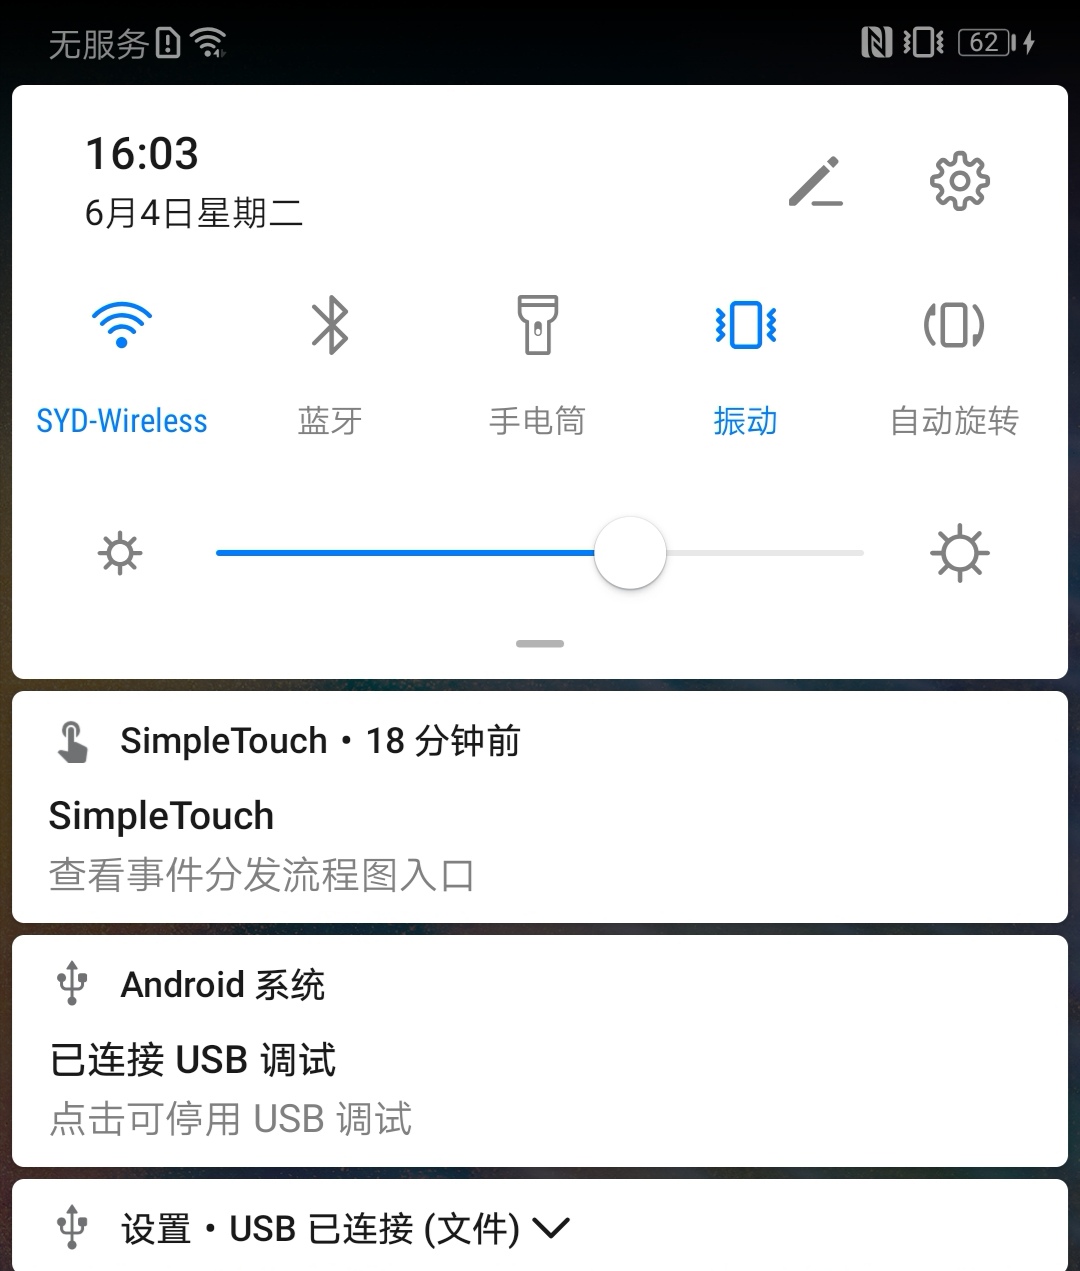 无服务
62
16:03
6月4日星期二
SYD-Wireless
蓝牙
手电筒
振动
自动旋转
SimpleTouch • 18 分钟前
SimpleTouch
查看事件分发流程图入口
Android 系统
已连接 USB 调试
点击可停用 USB 调试
设置 • USB 已连接 (文件)